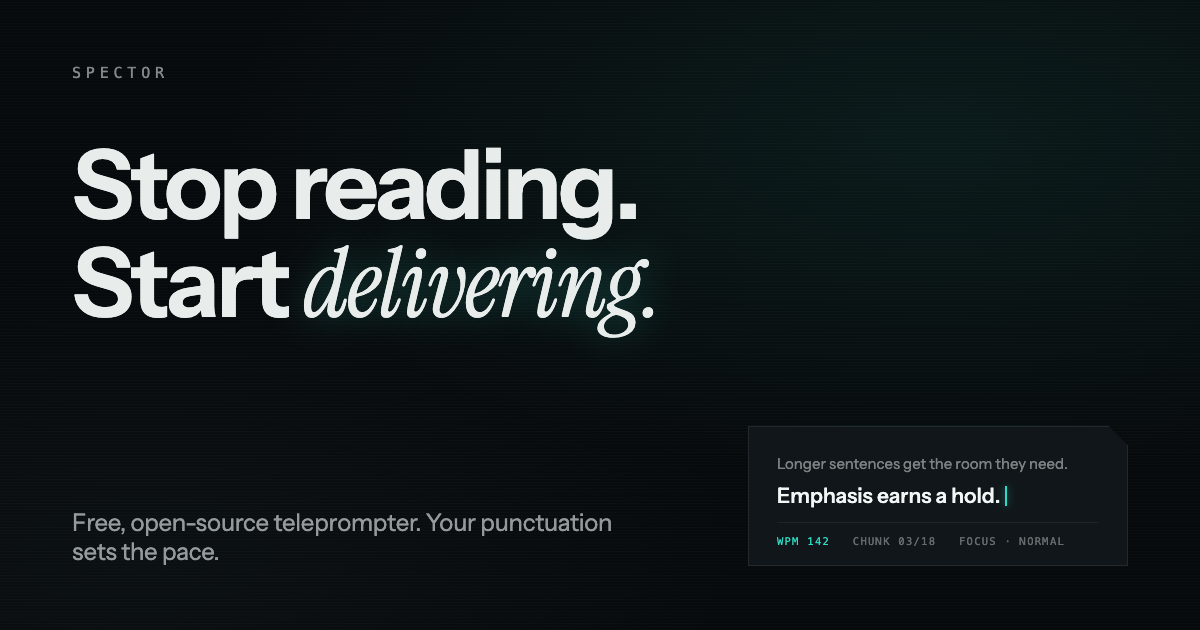 SPECTOR
Stop reading.
Start delivering.
Free, open-source teleprompter. Your punctuation
sets the pace.
Longer sentences get the room they need.
Emphasis earns a hold.
WPM 142 CHUNK 03/18 FOCUS · NORMAL